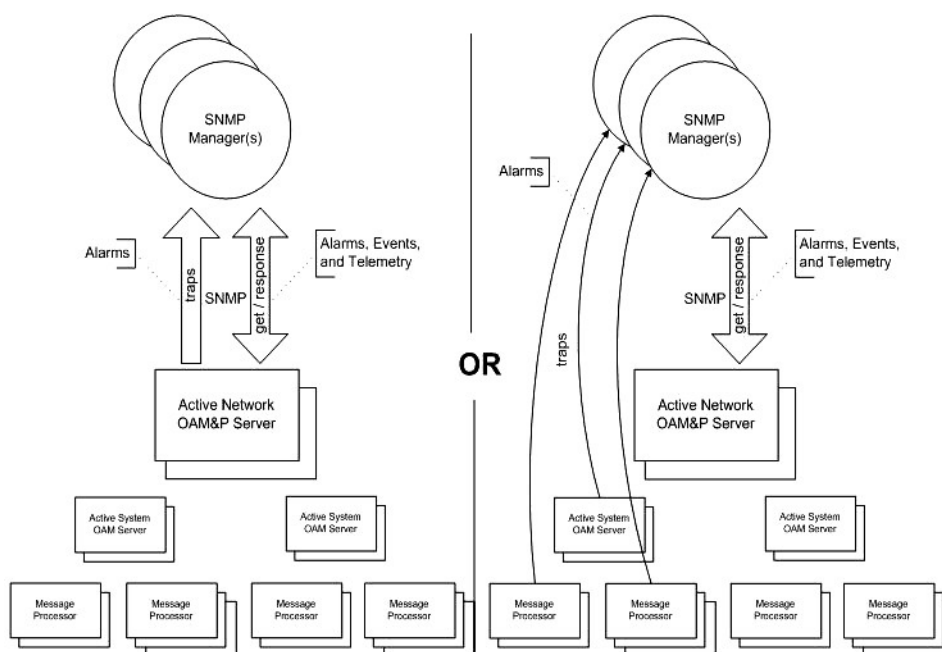 SNMP
Manager(s)
Alarms
traps
SNMP
get / response
Alarms, Events,
and Telemetry
Active Network
OAM&P Server
Active System
OAM Server
Active System
OAM Server
Message
Processor
Message
Processor
Message
Processor
Message
Processor
OR
SNMP
Manager(s)
Alarms
traps
SNMP
get / response
Alarms, Events,
and Telemetry
Active Network
OAM&P Server
Active System
OAM Server
Active System
OAM Server
Message
Processor
Message
Processor
Message
Processor
Message
Processor